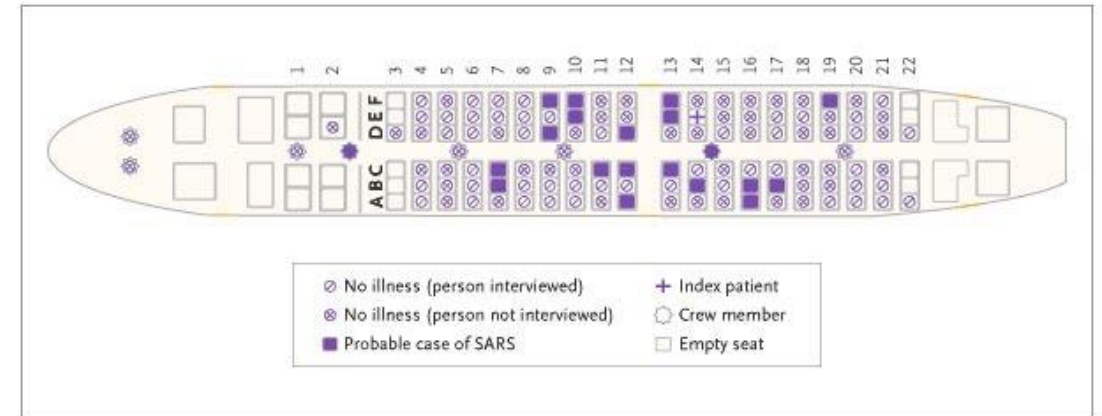 1 2 3 4 5 6 7 8 9 10 11 12 13 14 15 16 17 18 19 20 21 22
D E F
A B C
No illness (person interviewed)
No illness (person not interviewed)
Probable case of SARS
Index patient
Crew member
Empty seat